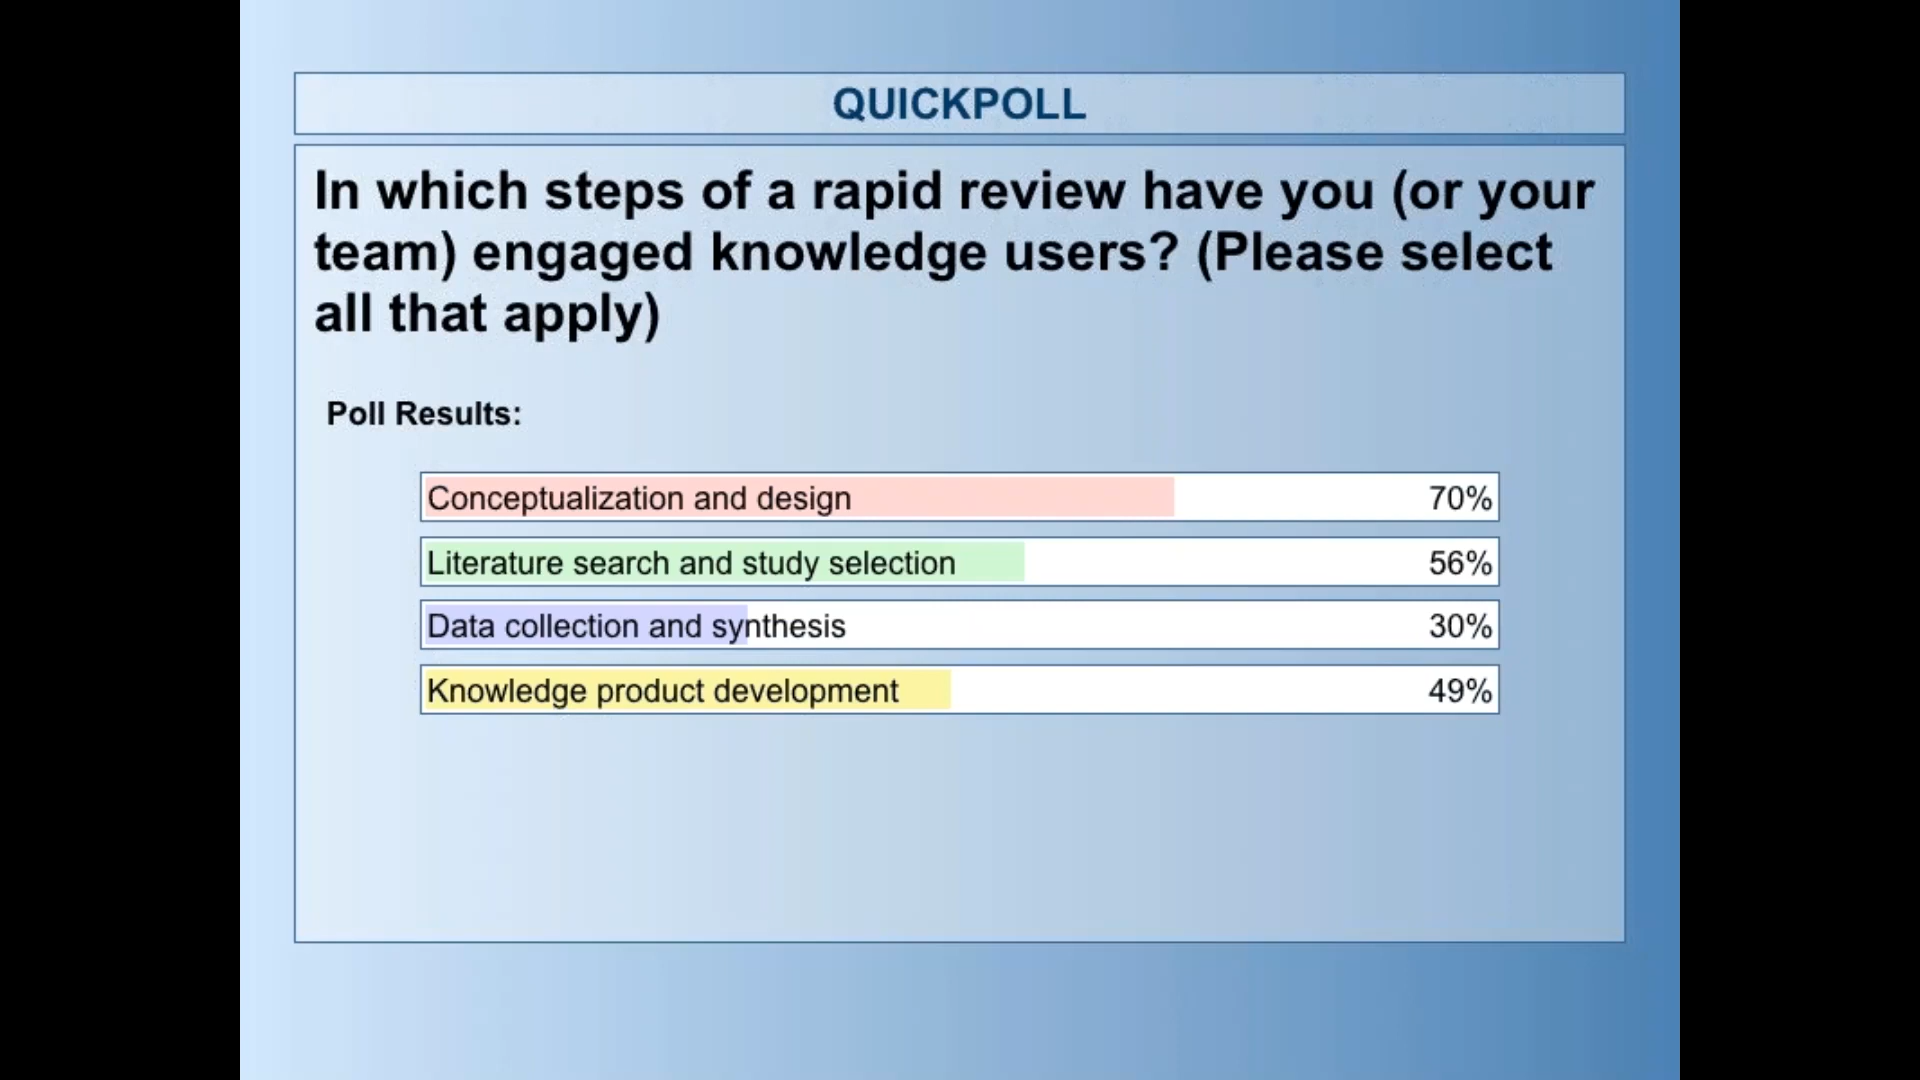 QUICKPOLL
In which steps of a rapid review have you (or your
team) engaged knowledge users? (Please select
all that apply)
Poll Results:
Conceptualization and design 70%
Literature search and study selection 56%
Data collection and synthesis 30%
Knowledge product development 49%